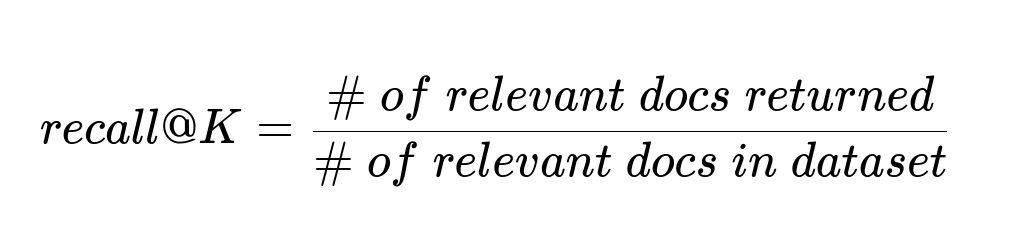 recall@K = # of relevant docs returned / # of relevant docs in dataset